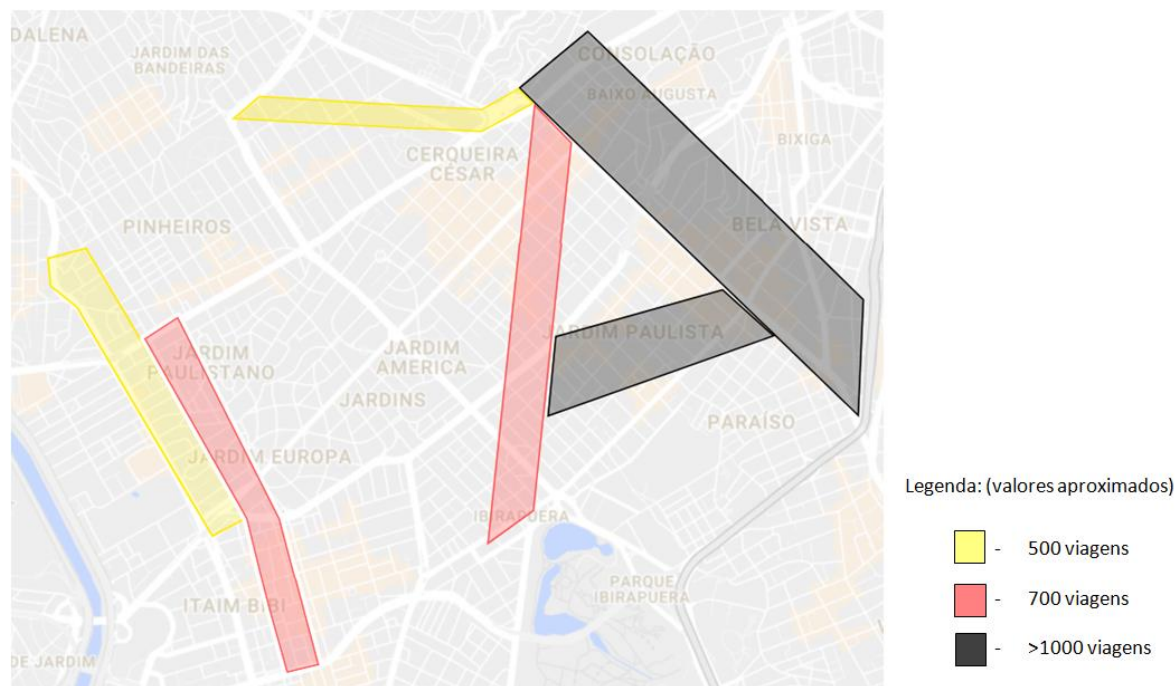 DALENA
JARDIM DAS
BANDEIRAS
CONSOLAÇÃO
BAIXO AUGUSTA
BIXIGA
CERQUEIRA
CÉSAR
PINHEIROS
BELA VISTA
JARDIM PAULISTA
JARDIM
PAULISTANO
JARDIM
AMERICA
JARDINS
PARAÍSO
JARDIM EUROPA
IBIRAPUERA
PARQUE
IBIRAPUERA
ITAIM BIBI
DE JARDIM
Legenda: (valores aproximados)
- 500 viagens
- 700 viagens
- >1000 viagens